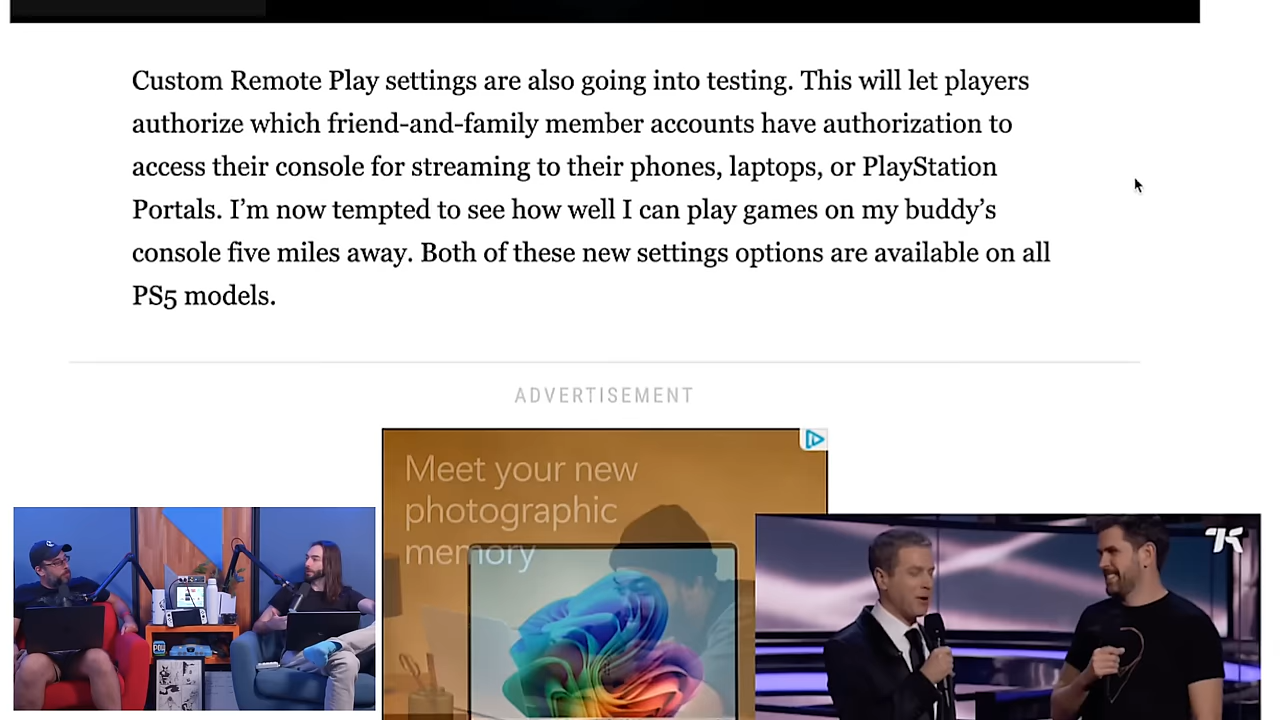 Custom Remote Play settings are also going into testing. This will let players
authorize which friend-and-family member accounts have authorization to
access their console for streaming to their phones, laptops, or PlayStation
Portals. I’m now tempted to see how well I can play games on my buddy’s
console five miles away. Both of these new settings options are available on all
PS5 models.
ADVERTISEMENT
Meet your new
photographic
memory
POW